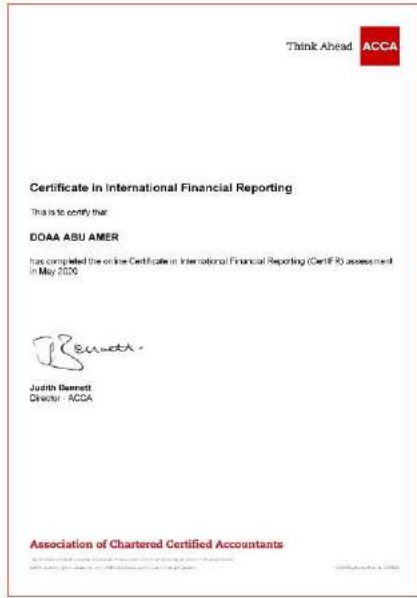 Think Ahead ACCA
Certificate in International Financial Reporting
This is to certify that
DOAA ABU AMER
has completed the online Certificate in International Financial Reporting (CertIFR) assessment
in May 2020
J Bennett
Judith Bennett
Director - ACCA
Association of Chartered Certified Accountants